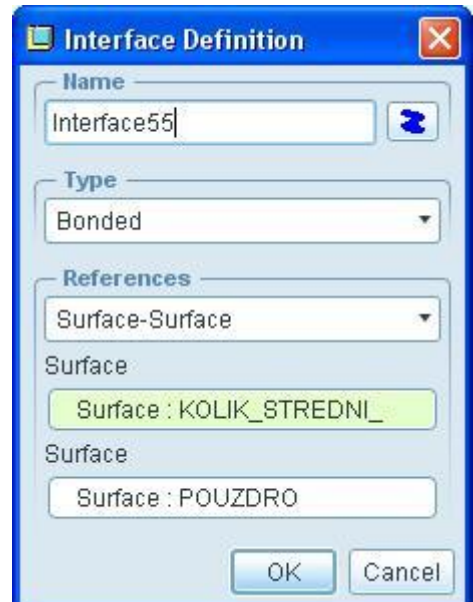 Interface Definition
Name
Interface55
Type
Bonded
References
Surface-Surface
Surface
Surface : KOLIK_STREDNI_
Surface
Surface : POUZDRO
OK Cancel